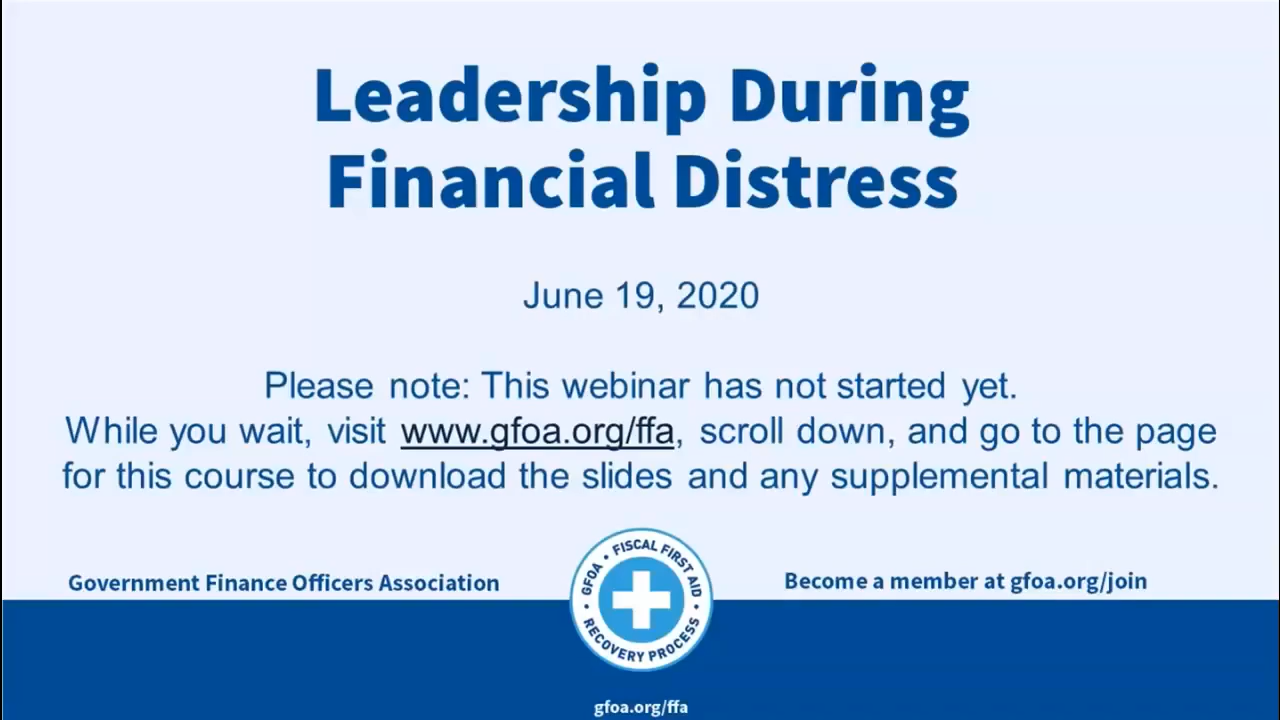 Leadership During
Financial Distress
June 19, 2020
Please note: This webinar has not started yet.
While you wait, visit www.gfoa.org/ffa, scroll down, and go to the page
for this course to download the slides and any supplemental materials.
Government Finance Officers Association
GFOA • FISCAL FIRST AID • RECOVERY PROCESS •
Become a member at gfoa.org/join
gfoa.org/ffa